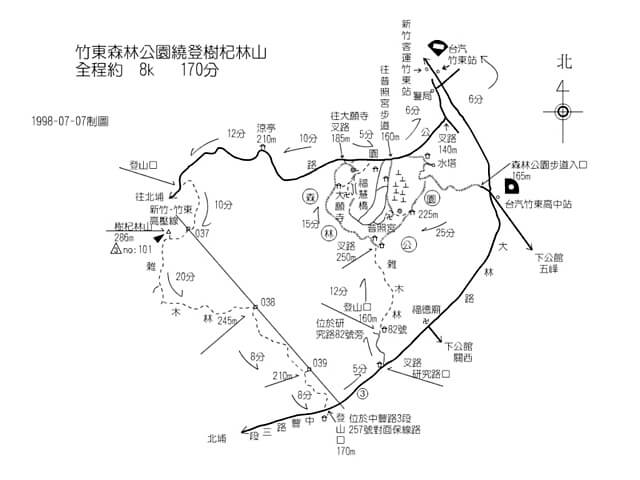 竹東森林公園繞登樹杞林山
全程約 8k 170分
1998-07-07制圖
北
新竹客運竹東站
台汽
竹東站
往普照宮步道
160m
警局
6分
6分
往大願寺
叉路
185m
5分
公
園
路
叉路
140m
水塔
涼亭
210m
12分
10分
登山口
往北埔
森林公園步道入口
165m
台汽竹東高中站
新竹-竹東
高壓線
037
10分
樹杞林山
286m
no: 101
森
林
公
園
大願寺
福慧橋
普照宮
225m
15分
25分
叉路
250m
大
林
路
下公館
五峰
雜
木
林
20分
245m
038
雜
木
林
12分
登山口
160m
位於研
究路82號旁
82號
福德廟
下公館
關西
8分
039
210m
8分
5分
叉路
研究路口
③
北埔
段三路豐中
登山口
170m
位於中豐路3段
257號對面保線路